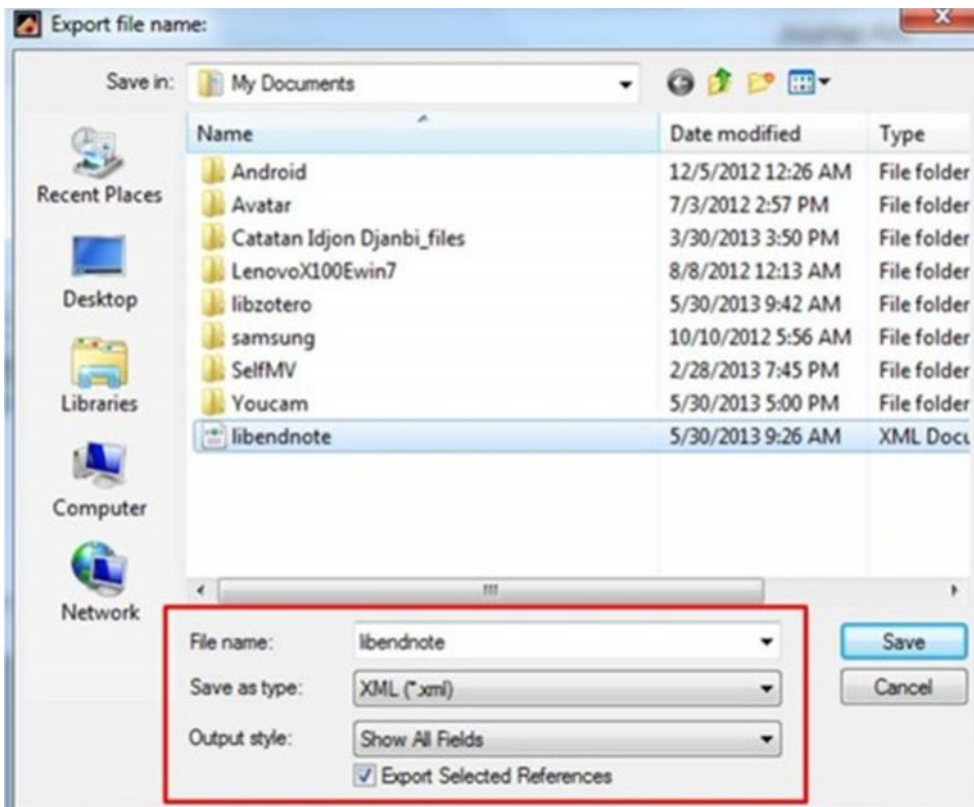 Export file name:
Save in: My Documents
Name Date modified Type
Android 12/5/2012 12:26 AM File folder
Avatar 7/3/2012 2:57 PM File folder
Catatan Idjon Djanbi_files 3/30/2013 3:50 PM File folder
LenovoX100Ewin7 8/8/2012 12:13 AM File folder
libzotero 5/30/2013 9:42 AM File folder
samsung 10/10/2012 5:56 AM File folder
SelfMV 2/28/2013 7:45 PM File folder
Youcam 5/30/2013 5:00 PM File folder
libendnote 5/30/2013 9:26 AM XML Docu
Recent Places
Desktop
Libraries
Computer
Network
File name: libendnote Save
Save as type: XML (*.xml) Cancel
Output style: Show All Fields
Export Selected References